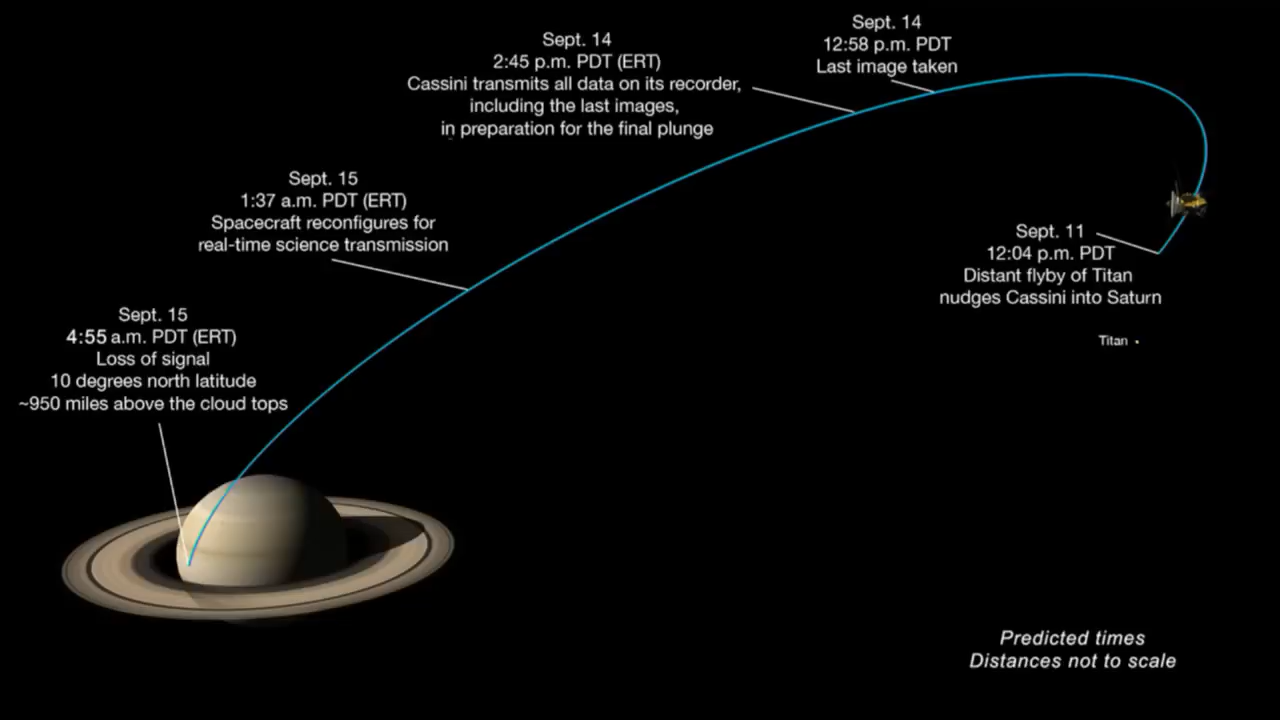 Sept. 14
12:58 p.m. PDT
Last image taken
Sept. 14
2:45 p.m. PDT (ERT)
Cassini transmits all data on its recorder,
including the last images,
in preparation for the final plunge
Sept. 15
1:37 a.m. PDT (ERT)
Spacecraft reconfigures for
real-time science transmission
Sept. 11
12:04 p.m. PDT
Distant flyby of Titan
nudges Cassini into Saturn
Titan
Sept. 15
4:55 a.m. PDT (ERT)
Loss of signal
10 degrees north latitude
~950 miles above the cloud tops
Predicted times
Distances not to scale